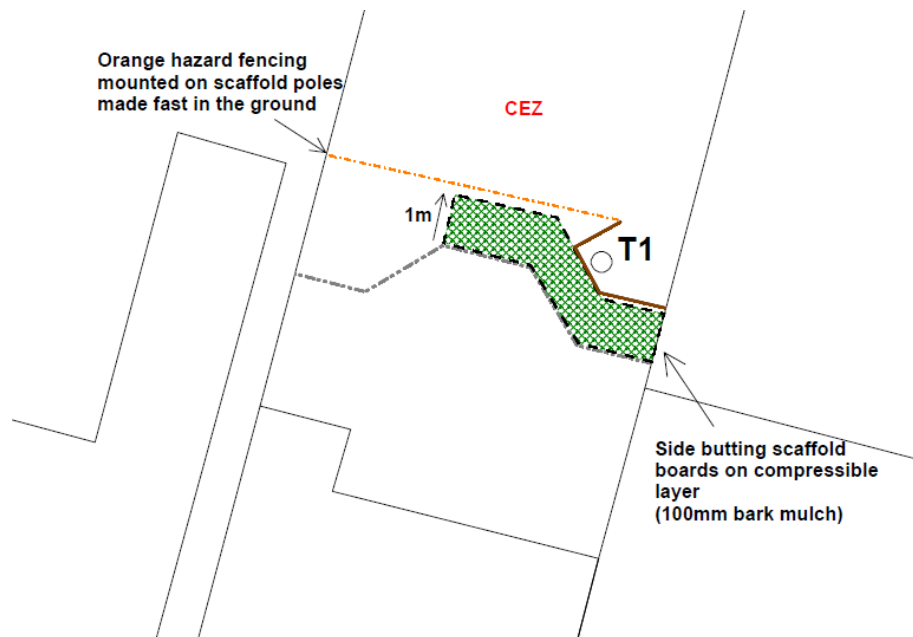 Orange hazard fencing
mounted on scaffold poles
made fast in the ground
CEZ
1m
T1
Side butting scaffold
boards on compressible
layer
(100mm bark mulch)